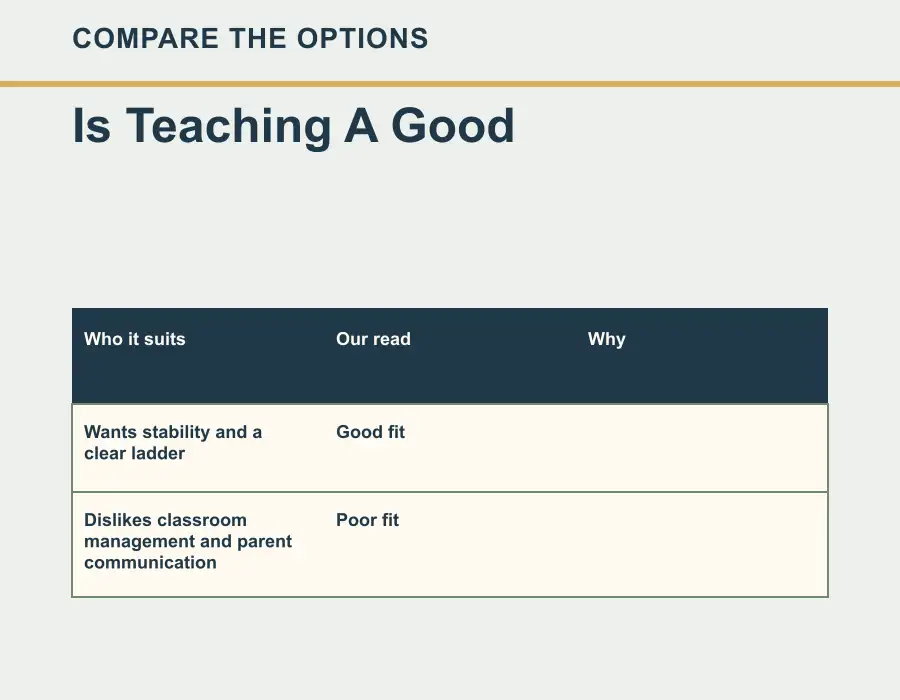 COMPARE THE OPTIONS
Is Teaching A Good
Who it suits Our read Why
Wants stability and a Good fit
clear ladder
Dislikes classroom Poor fit
management and parent
communication